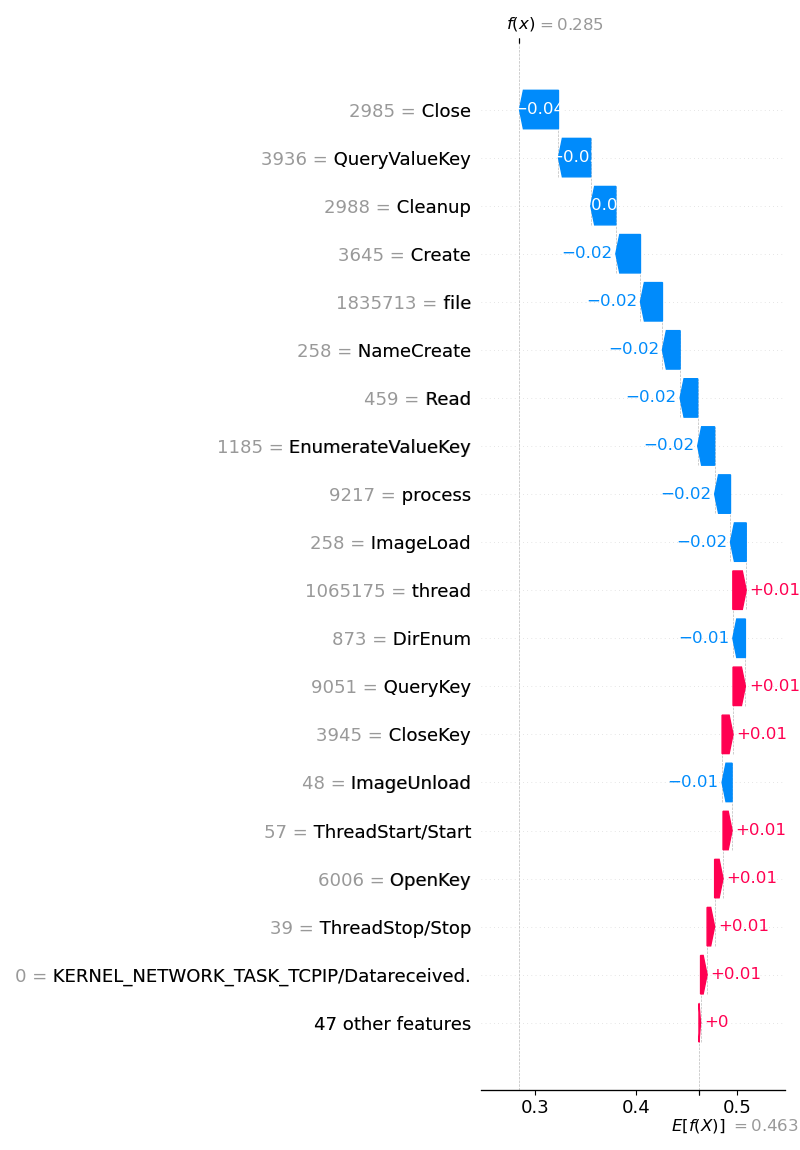 f(x) = 0.285
2985 = Close
−0.04
3936 = QueryValueKey
2988 = Cleanup
3645 = Create
−0.02
1835713 = file
−0.02
258 = NameCreate
−0.02
459 = Read
−0.02
1185 = EnumerateValueKey
−0.02
9217 = process
−0.02
258 = ImageLoad
−0.02
1065175 = thread
+0.01
873 = DirEnum
−0.01
9051 = QueryKey
+0.01
3945 = CloseKey
+0.01
48 = ImageUnload
−0.01
57 = ThreadStart/Start
+0.01
6006 = OpenKey
+0.01
39 = ThreadStop/Stop
+0.01
0 = KERNEL_NETWORK_TASK_TCPIP/Datareceived.
+0.01
47 other features
+0
0.3 0.4 0.5
E[f(X)] = 0.463